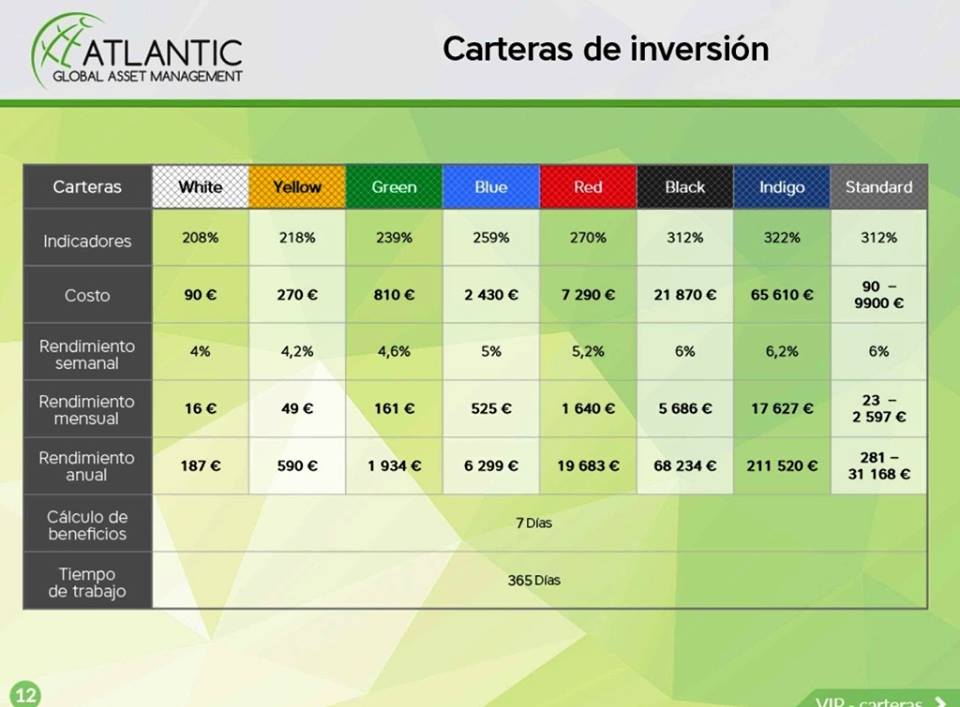 ATLANTIC
GLOBAL ASSET MANAGEMENT
Carteras de inversión
Carteras White Yellow Green Blue Red Black Indigo Standard
Indicadores 208% 218% 239% 259% 270% 312% 322% 312%
Costo 90 € 270 € 810 € 2 430 € 7 290 € 21 870 € 65 610 € 90 – 9900 €
Rendimiento semanal 4% 4,2% 4,6% 5% 5,2% 6% 6,2% 6%
Rendimiento mensual 16 € 49 € 161 € 525 € 1 640 € 5 686 € 17 627 € 23 – 2 597 €
Rendimiento anual 187 € 590 € 1 934 € 6 299 € 19 683 € 68 234 € 211 520 € 281 – 31 168 €
Cálculo de beneficios 7 Días
Tiempo de trabajo 365 Días
12
VIP - carteras